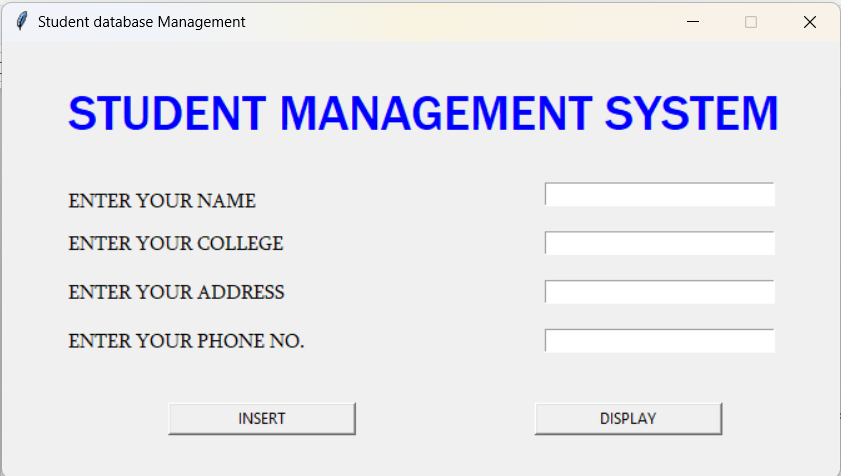 Student database Management
STUDENT MANAGEMENT SYSTEM
ENTER YOUR NAME
ENTER YOUR COLLEGE
ENTER YOUR ADDRESS
ENTER YOUR PHONE NO.
INSERT DISPLAY